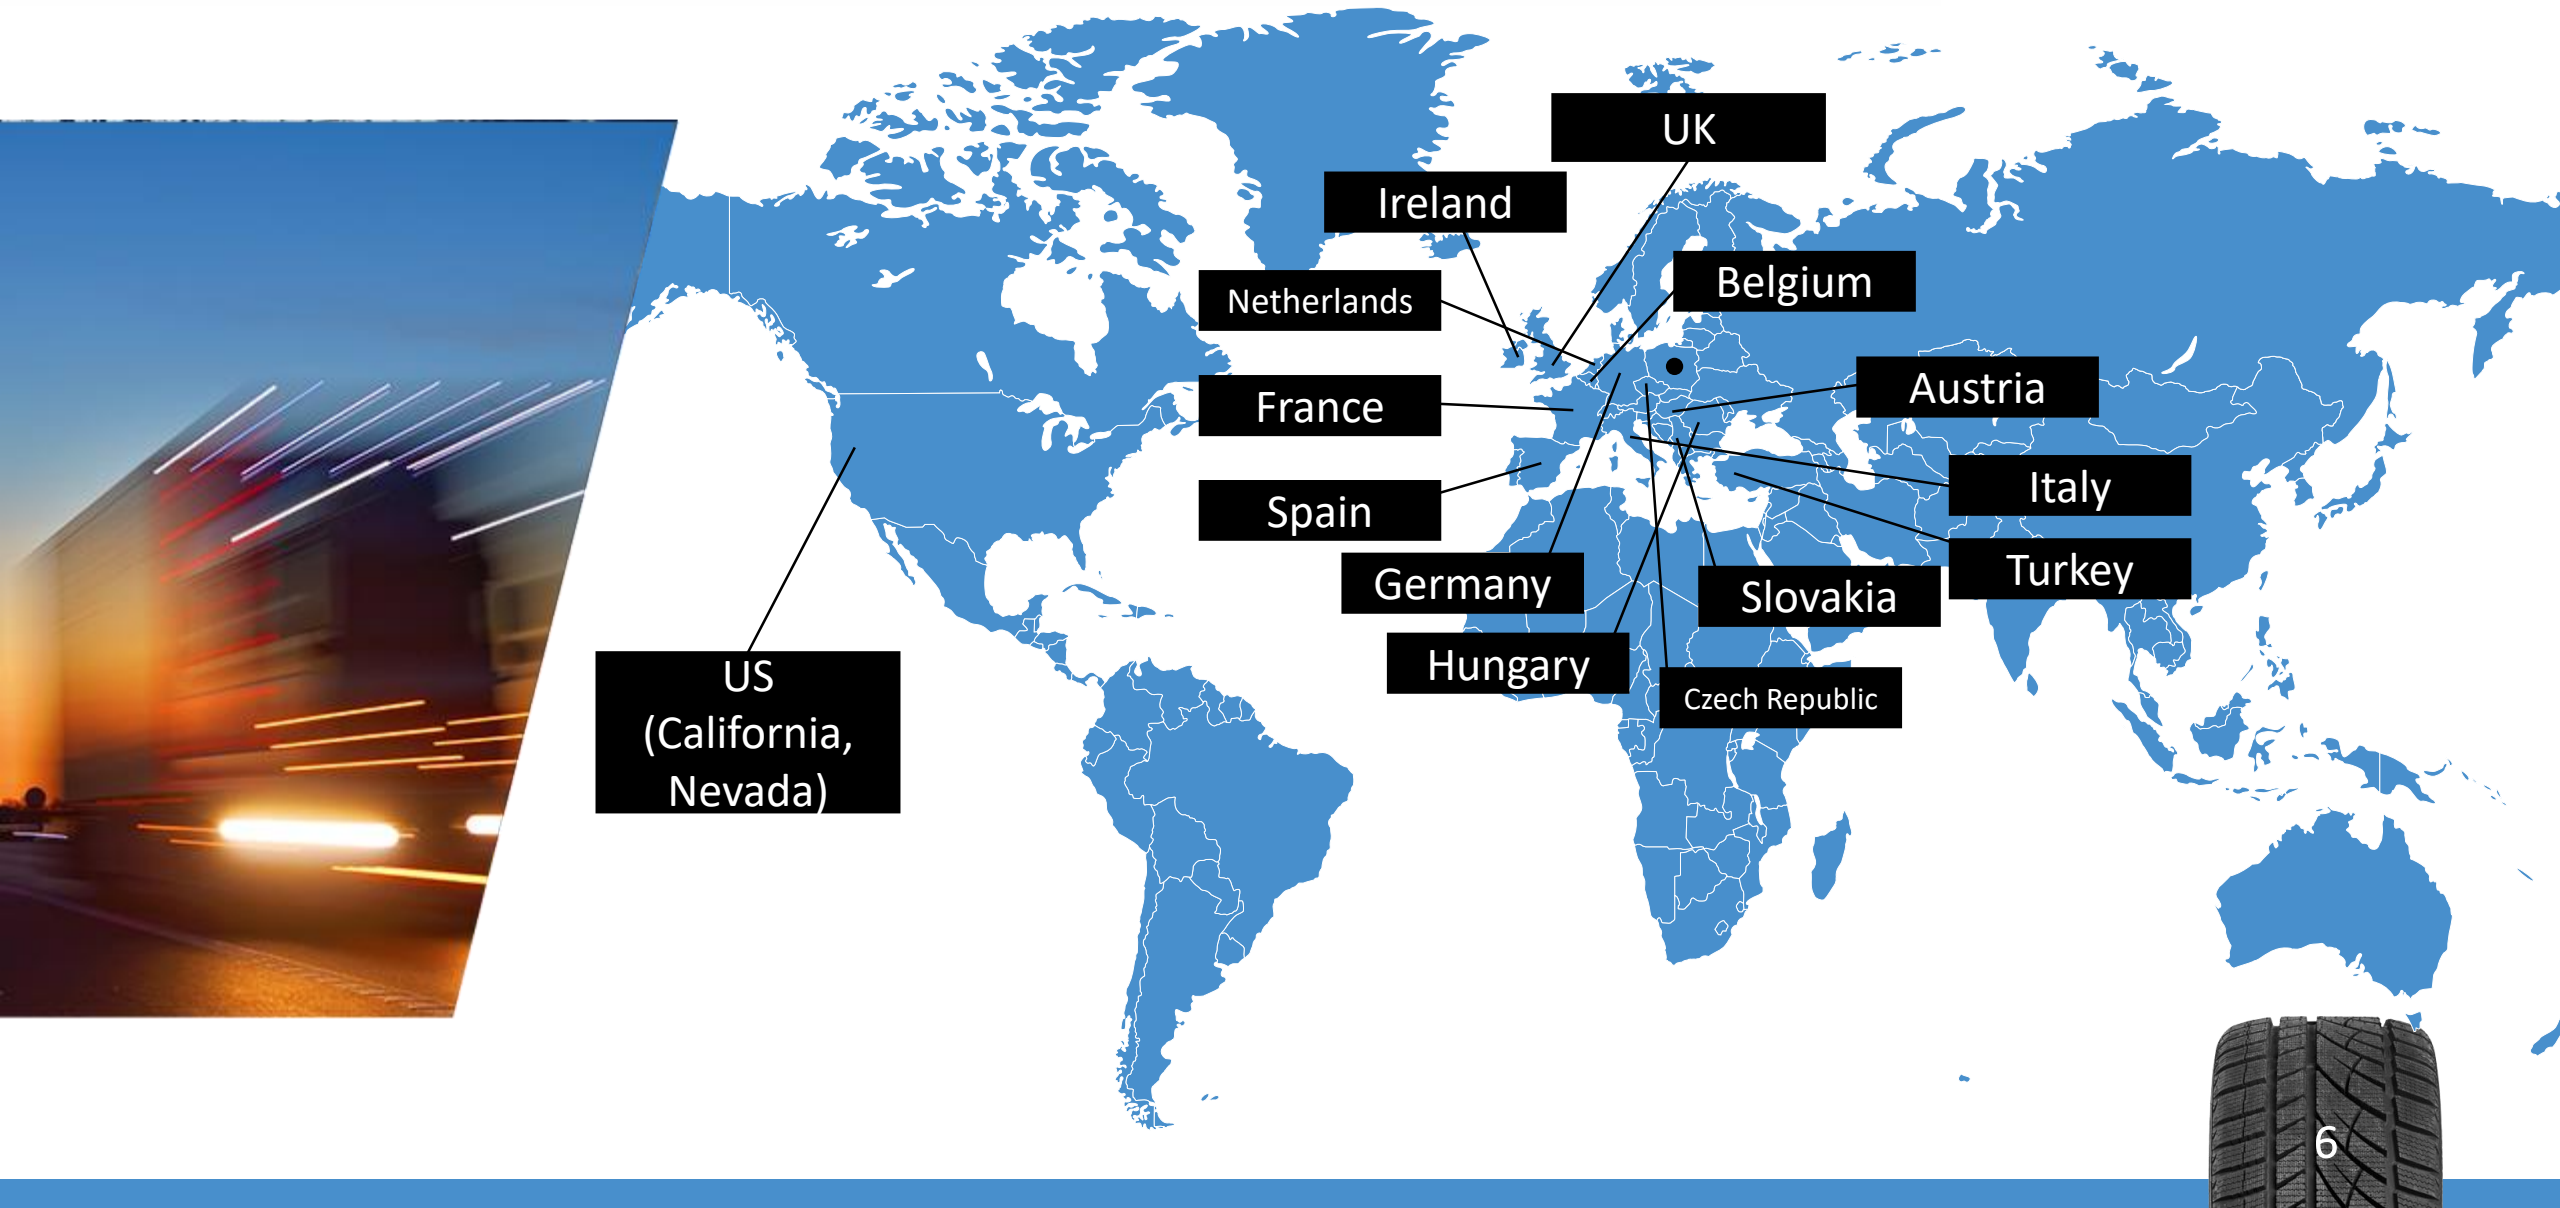 UK
Ireland
Belgium
Netherlands
Austria
France
Italy
Spain
Turkey
Germany
Slovakia
Hungary
Czech Republic
US
(California,
Nevada)
6